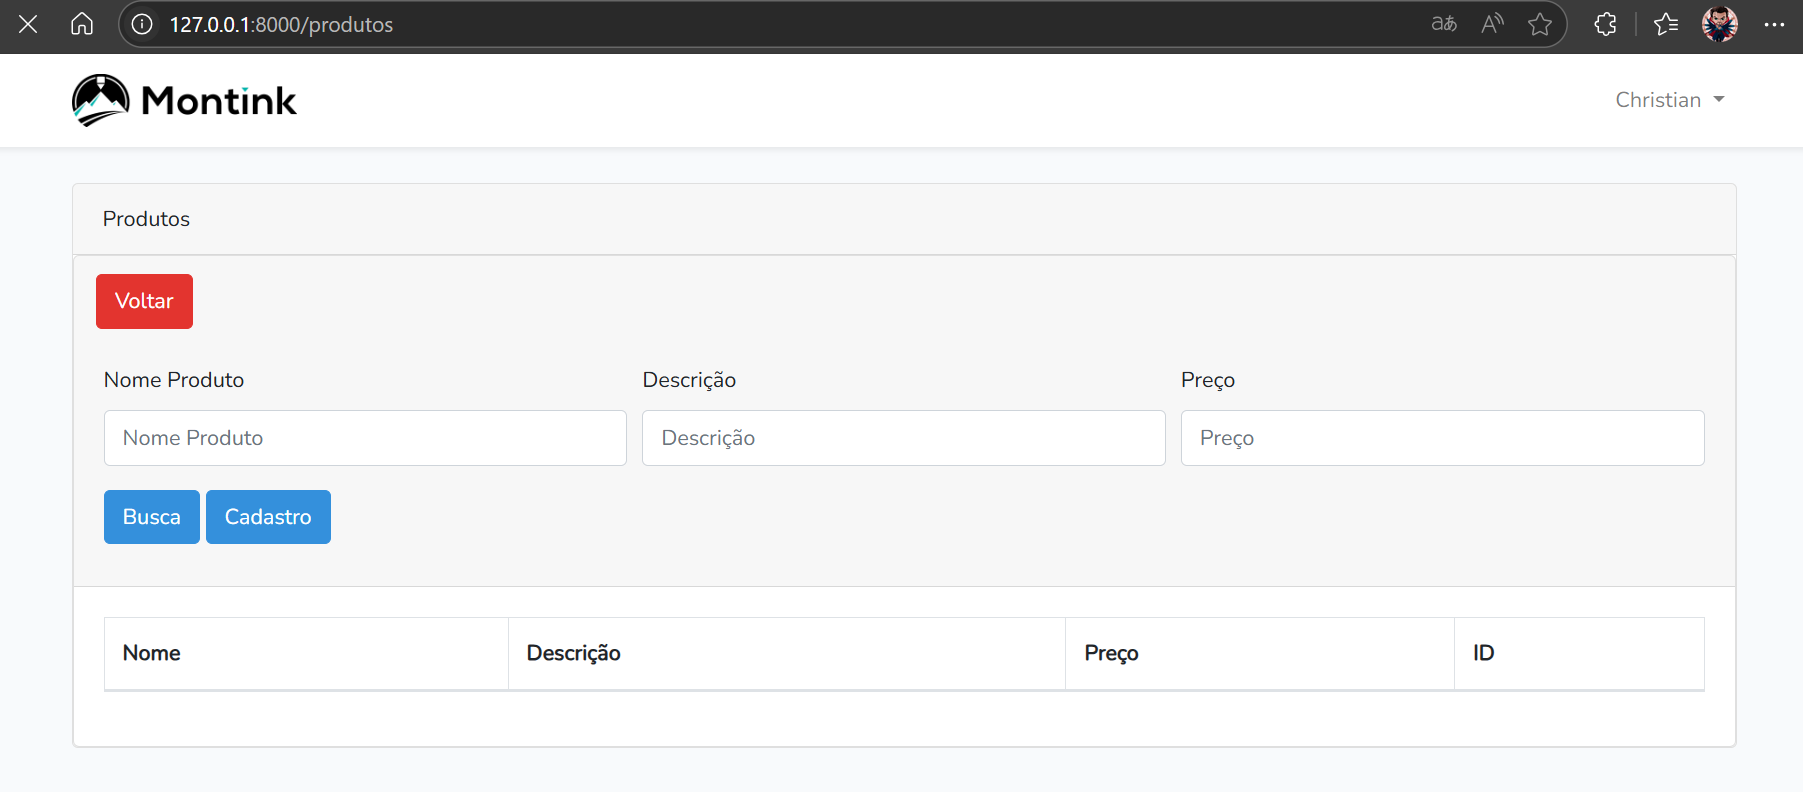 127.0.0.1:8000/produtos
Montink
Christian
Produtos
Voltar
Nome Produto Descrição Preço
Nome Produto Descrição Preço
Busca Cadastro
Nome Descrição Preço ID